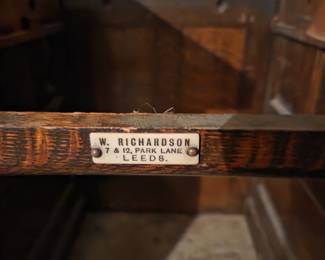 W. RICHARDSON
7 & 12, PARK LANE
LEEDS.